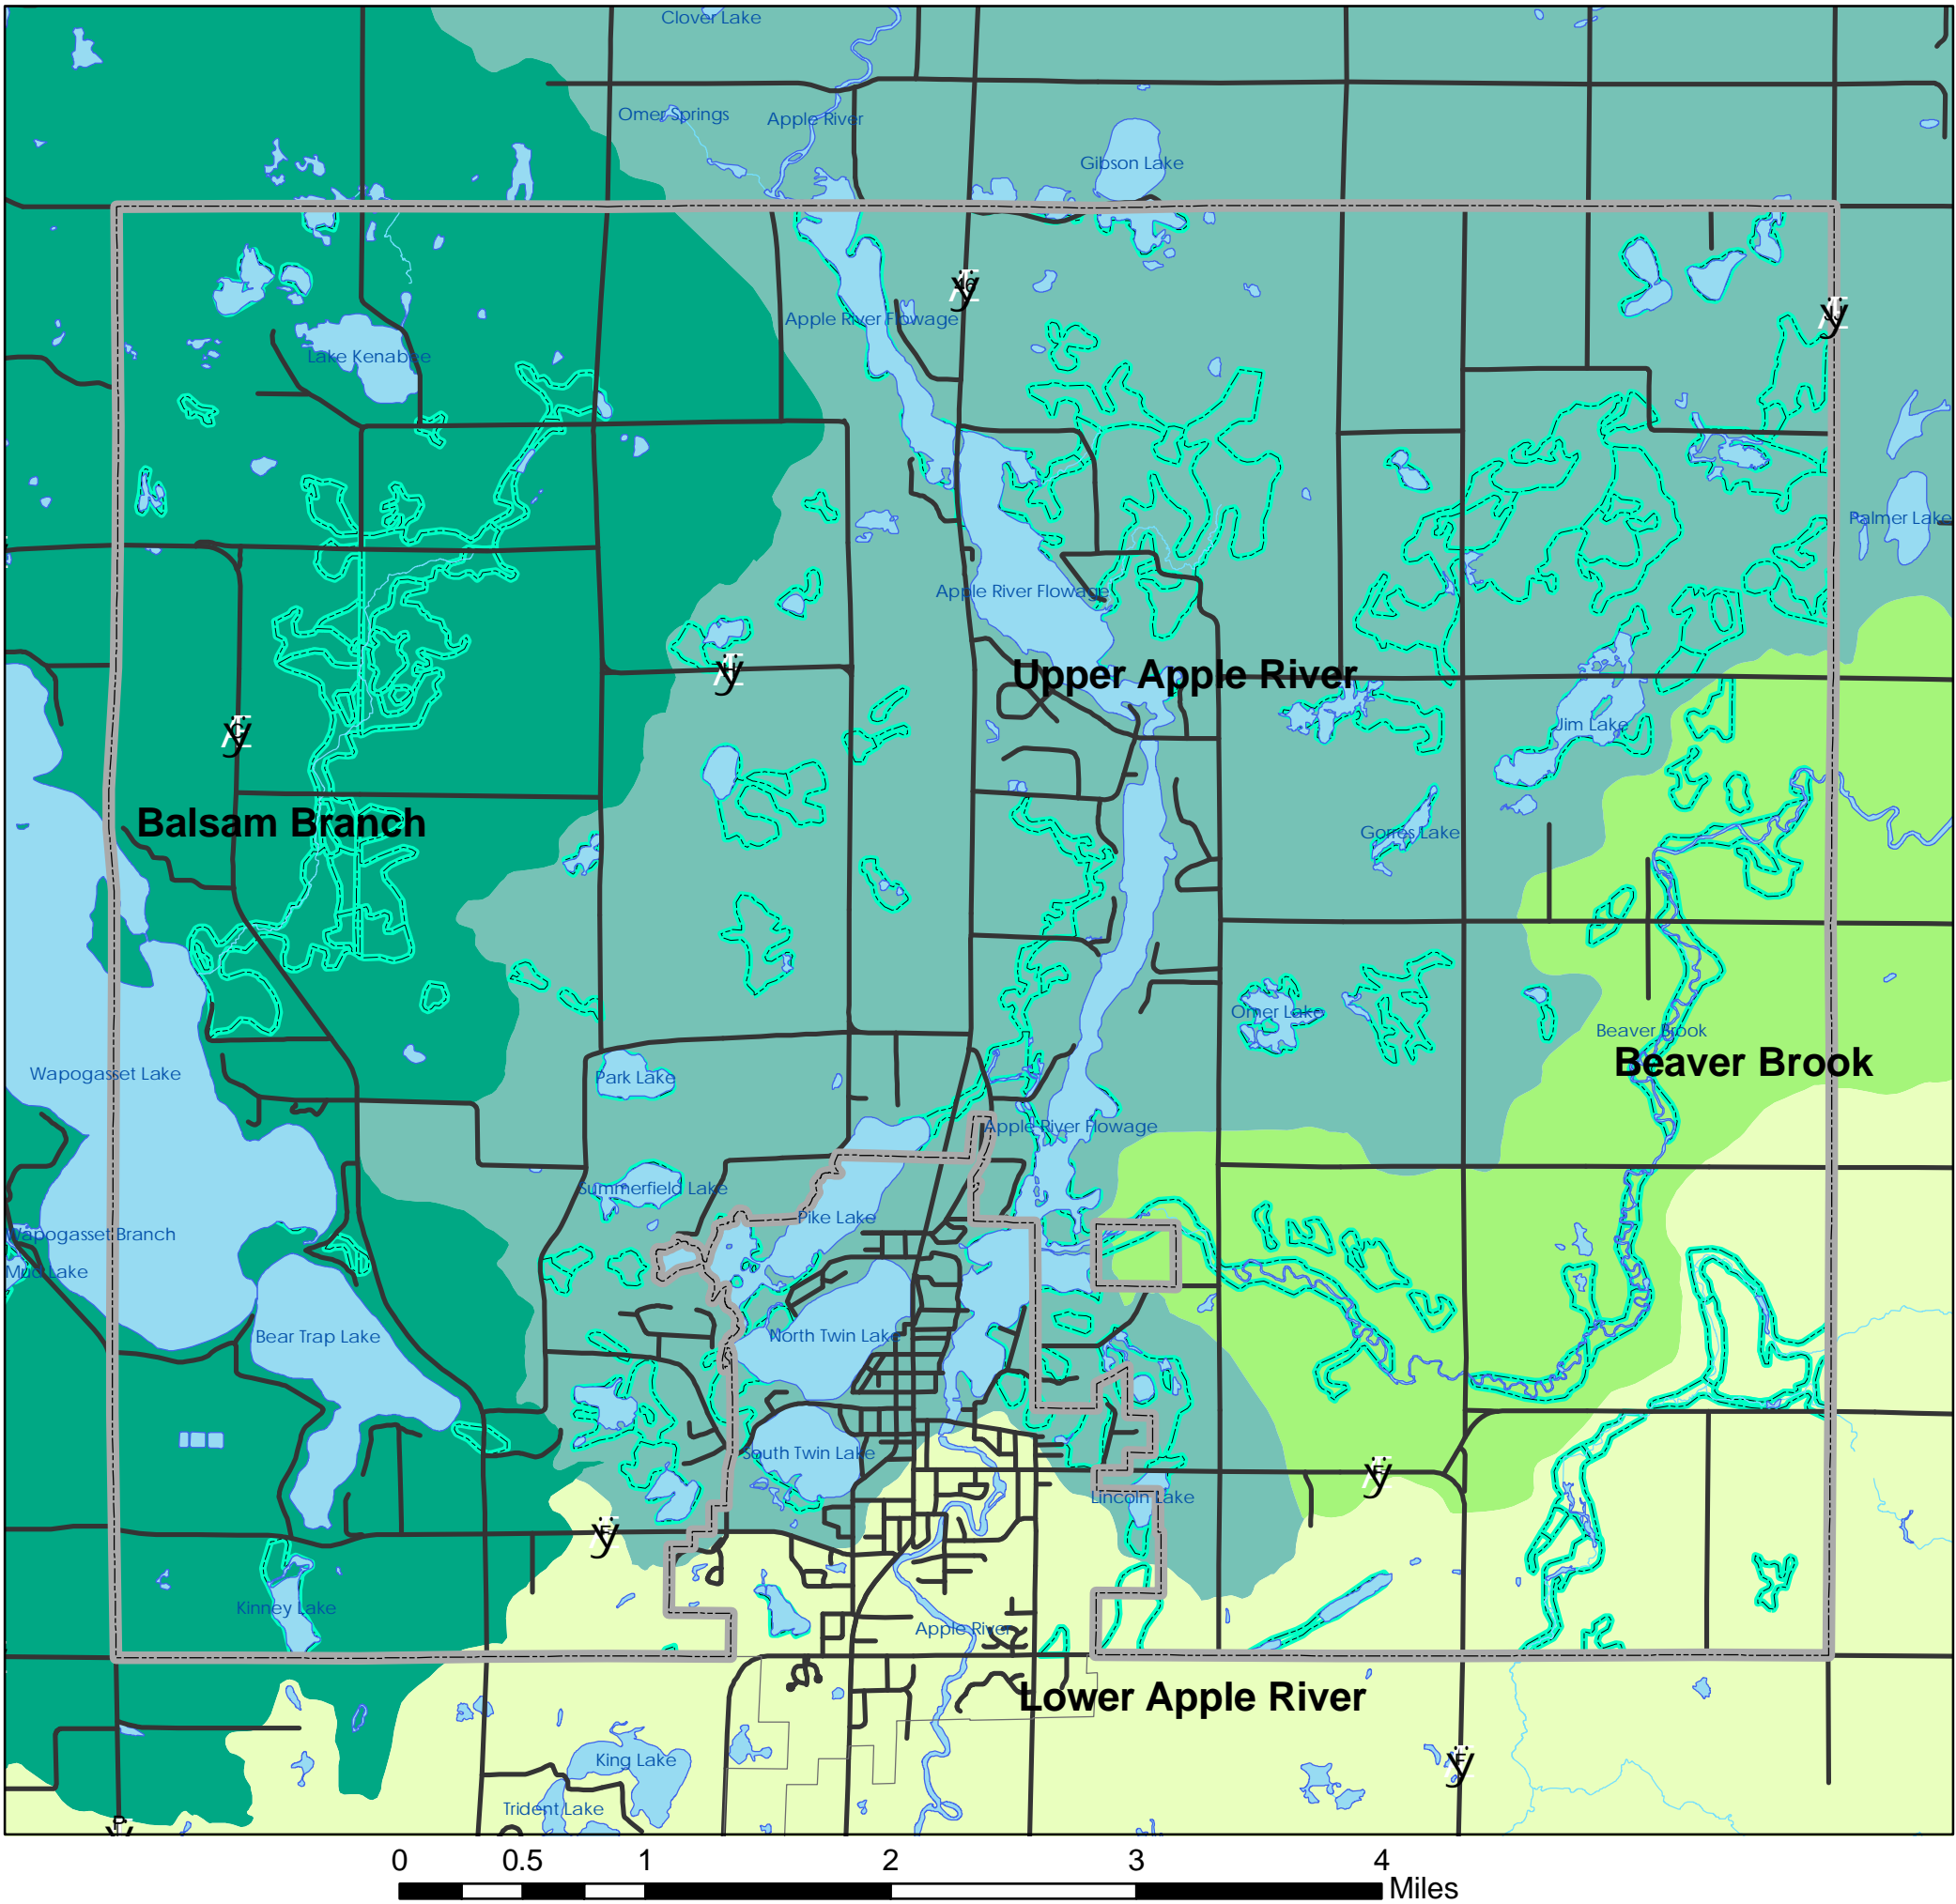 Clover Lake
Omer Springs
Apple River
Gibson Lake
46
Apple River Flowage
Lake Kenabee
Palmer Lake
Apple River Flowage
Upper Apple River
H
C
Jim Lake
Balsam Branch
Gorres Lake
Omer Lake
Beaver Brook
Beaver Brook
Wapogasset Lake
Park Lake
Apple River Flowage
Summerfield Lake
Pike Lake
Wapogasset Branch
Mud Lake
Bear Trap Lake
North Twin Lake
South Twin Lake
F
Lincoln Lake
F
Kinney Lake
Apple River
Lower Apple River
King Lake
F
Trident Lake
P
0 0.5 1 2 3 4
Miles